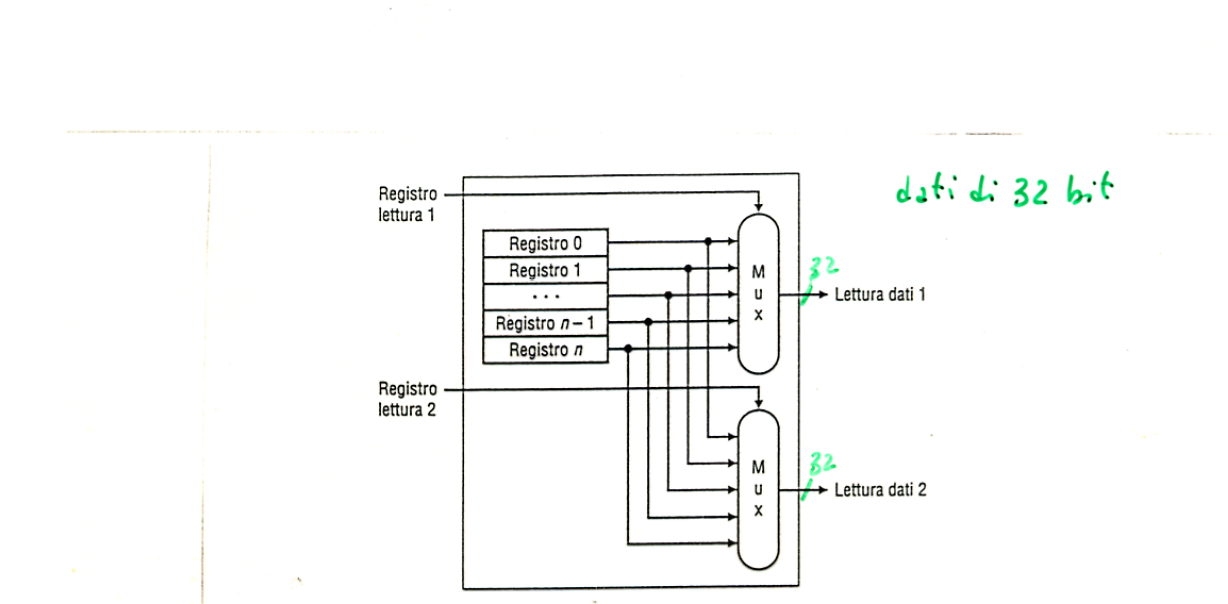 Registro
lettura 1
dati di 32 bit
Registro 0
Registro 1
. . .
Registro n – 1
Registro n
M
u
x
32
Lettura dati 1
Registro
lettura 2
M
u
x
32
Lettura dati 2